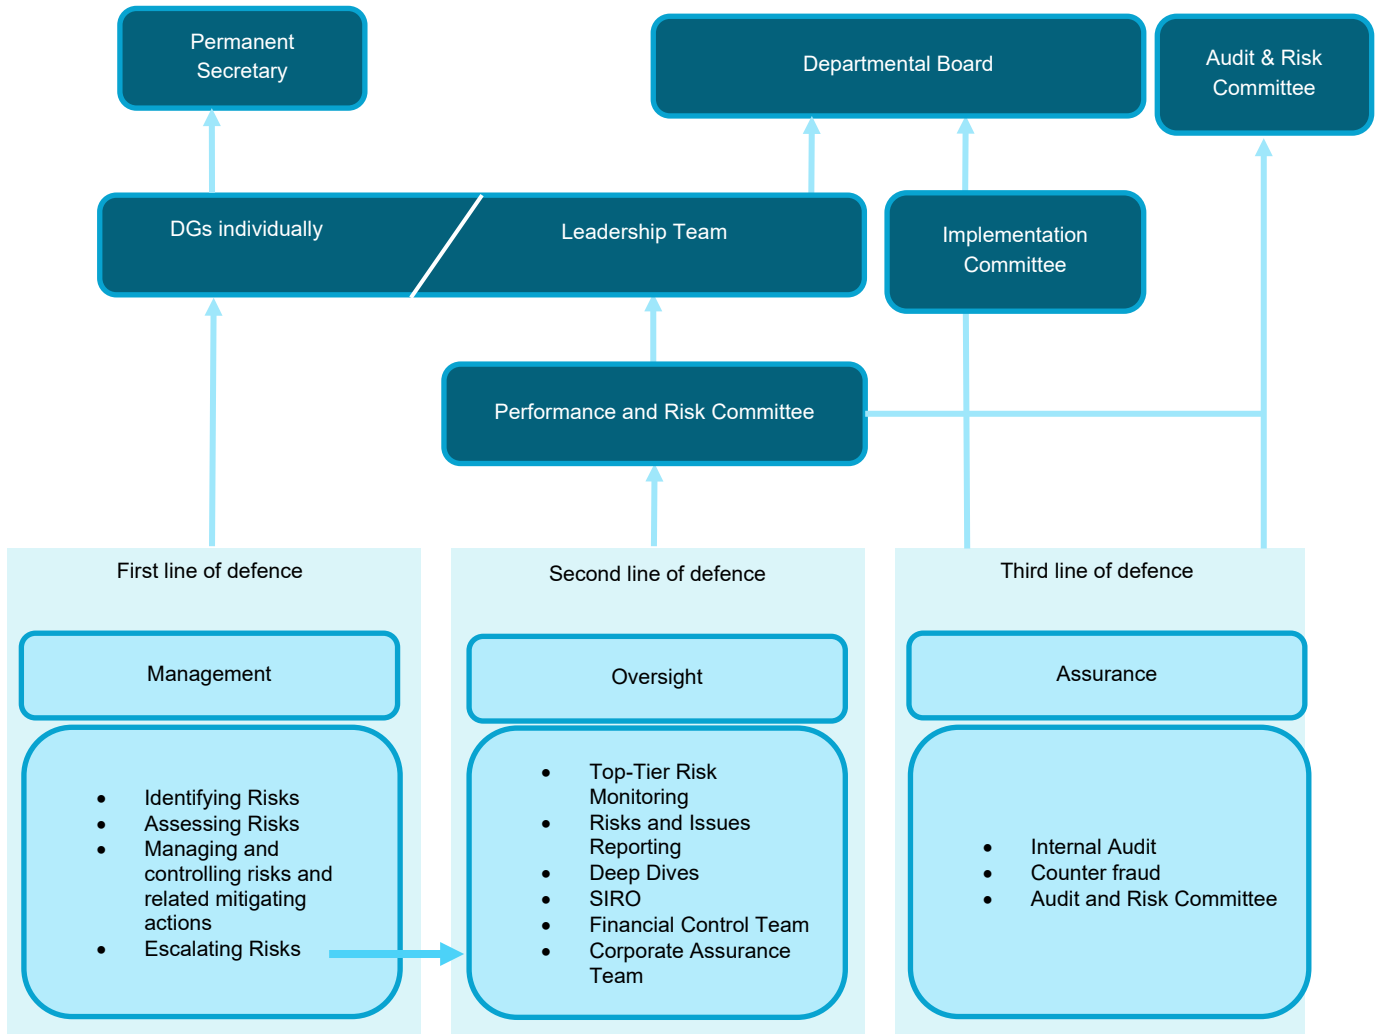 Permanent
Secretary
Departmental Board
Audit & Risk
Committee
DGs individually
Leadership Team
Implementation
Committee
Performance and Risk Committee
First line of defence
Second line of defence
Third line of defence
Management
Oversight
Assurance
• Identifying Risks
• Assessing Risks
• Managing and
controlling risks and
related mitigating
actions
• Escalating Risks
• Top-Tier Risk
Monitoring
• Risks and Issues
Reporting
• Deep Dives
• SIRO
• Financial Control Team
• Corporate Assurance
Team
• Internal Audit
• Counter fraud
• Audit and Risk Committee